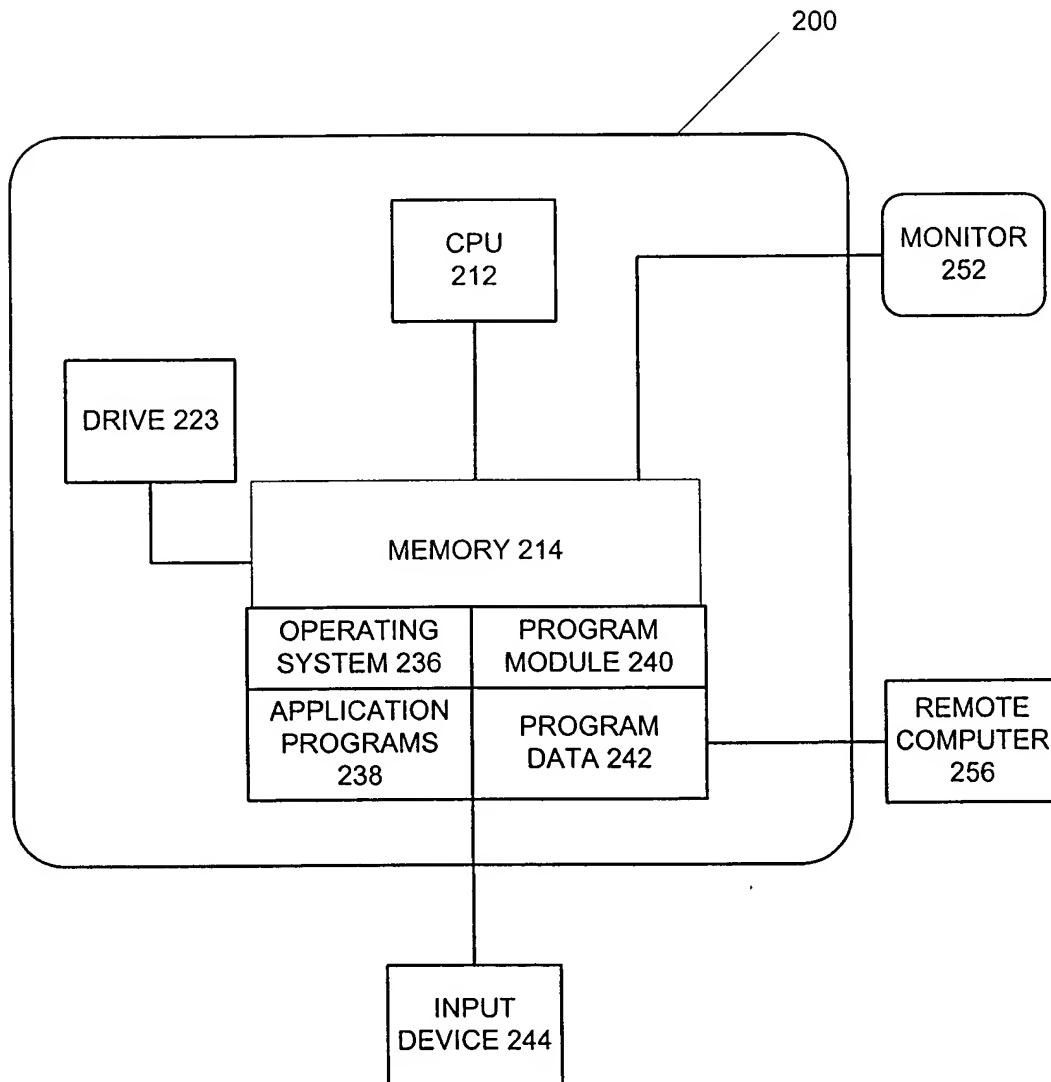 200
CPU
212
MONITOR
252
DRIVE 223
MEMORY 214
OPERATING
SYSTEM 236
PROGRAM
MODULE 240
APPLICATION
PROGRAMS
238
PROGRAM
DATA 242
REMOTE
COMPUTER
256
INPUT
DEVICE 244